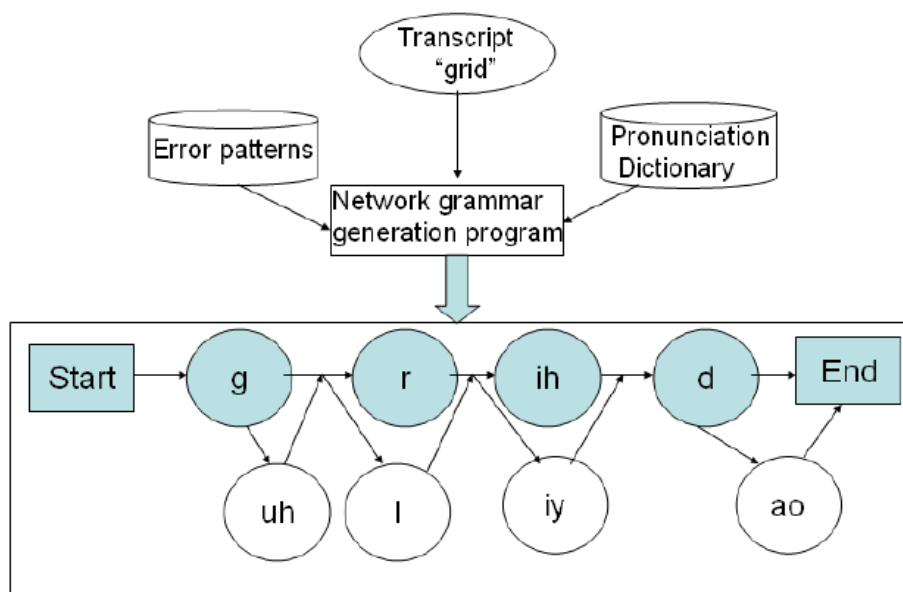 Transcript
“grid”
Error patterns
Pronunciation
Dictionary
Network grammar
generation program
Start
g
r
ih
d
End
uh
l
iy
ao